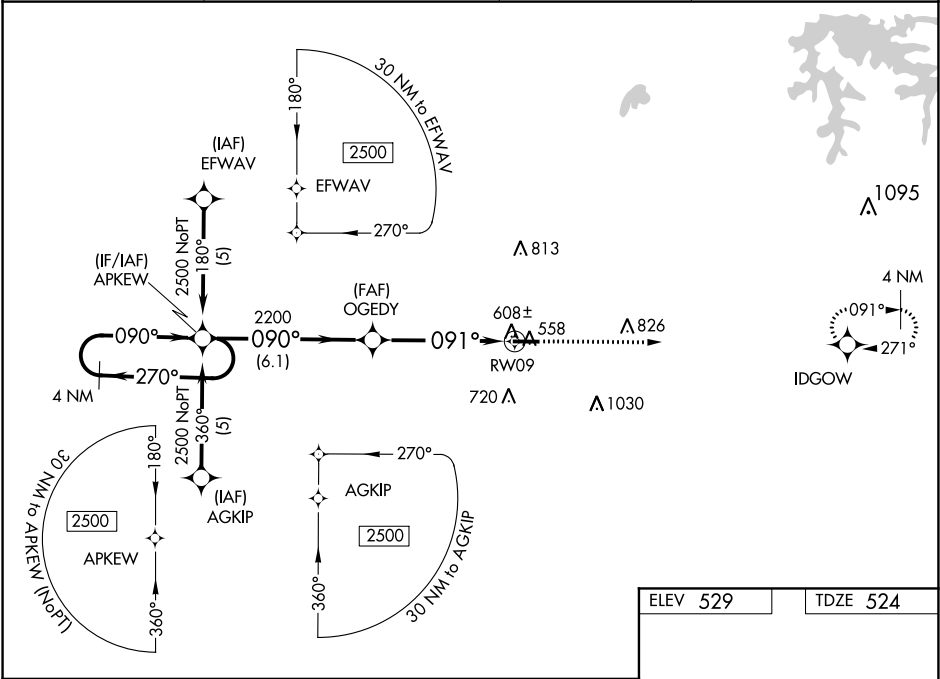 180°
30 NM to EFWAV
2500
EFWAV
270°
(IAF)
EFWAV
2500 NoPT
180°
(5)
1095
813
(IF/IAF)
APKEW
4 NM
091°
271°
IDGOW
(FAF)
OGEDY
2200
090°
(6.1)
090°
270°
4 NM
091°
608±
558
826
RW09
720
1030
2500 NoPT
360°
(5)
(IAF)
AGKIP
180°
30 NM to APKEW (NoPT)
2500
APKEW
360°
270°
AGKIP
2500
360°
30 NM to AGKIP
ELEV 529
TDZE 524